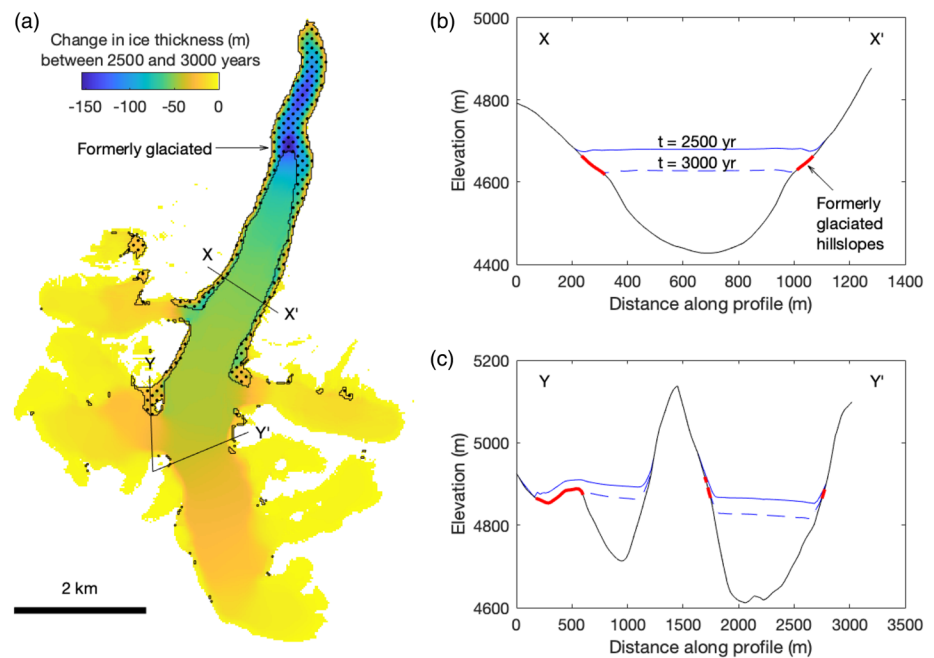 (a)
Change in ice thickness (m)
between 2500 and 3000 years
-150 -100 -50 0
Formerly glaciated
X
X'
Y
Y'
2 km
(b)
5000
4800
4600
4400
Elevation (m)
X X'
t = 2500 yr
t = 3000 yr
Formerly
glaciated
hillslopes
0 200 400 600 800 1000 1200 1400
Distance along profile (m)
(c)
5200
5000
4800
4600
Elevation (m)
Y Y'
0 500 1000 1500 2000 2500 3000 3500
Distance along profile (m)